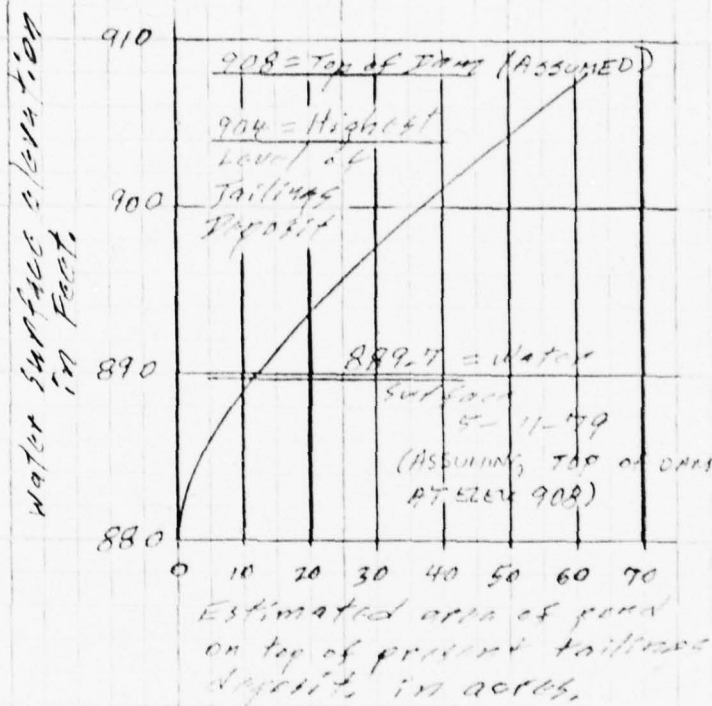 Water surface elevation
in Feet.
910
900
890
880
908 = Top of Dam (ASSUMED)
904 = Highest
Level of
Tailings
Deposit
889.7 = Water
Surface
5-11-79
(ASSUMING TOP OF DAM
AT ELEV 908)
0 10 20 30 40 50 60 70
Estimated area of pond
on top of present tailings
deposit, in acres.